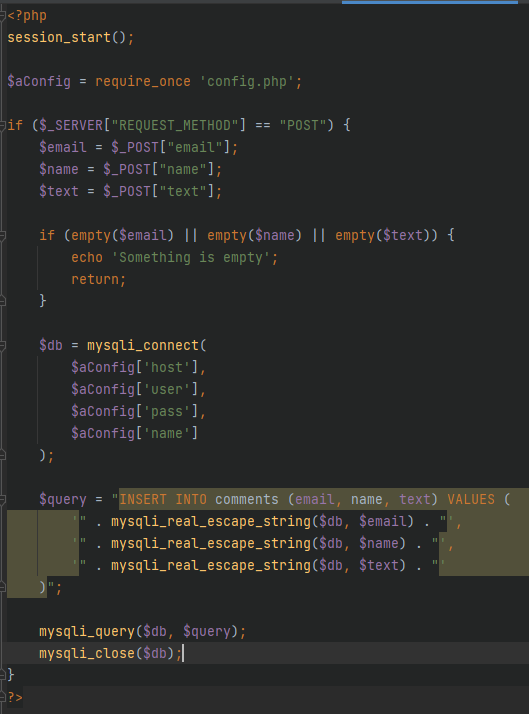 <?php
session_start();

$aConfig = require_once 'config.php';

if ($_SERVER["REQUEST_METHOD"] == "POST") {
    $email = $_POST["email"];
    $name = $_POST["name"];
    $text = $_POST["text"];

    if (empty($email) || empty($name) || empty($text)) {
        echo 'Something is empty';
        return;
    }

    $db = mysqli_connect(
        $aConfig['host'],
        $aConfig['user'],
        $aConfig['pass'],
        $aConfig['name']
    );

    $query = "INSERT INTO comments (email, name, text) VALUES (
        '" . mysqli_real_escape_string($db, $email) . "',
        '" . mysqli_real_escape_string($db, $name) . "',
        '" . mysqli_real_escape_string($db, $text) . "'
    )";

    mysqli_query($db, $query);
    mysqli_close($db);
}
?>